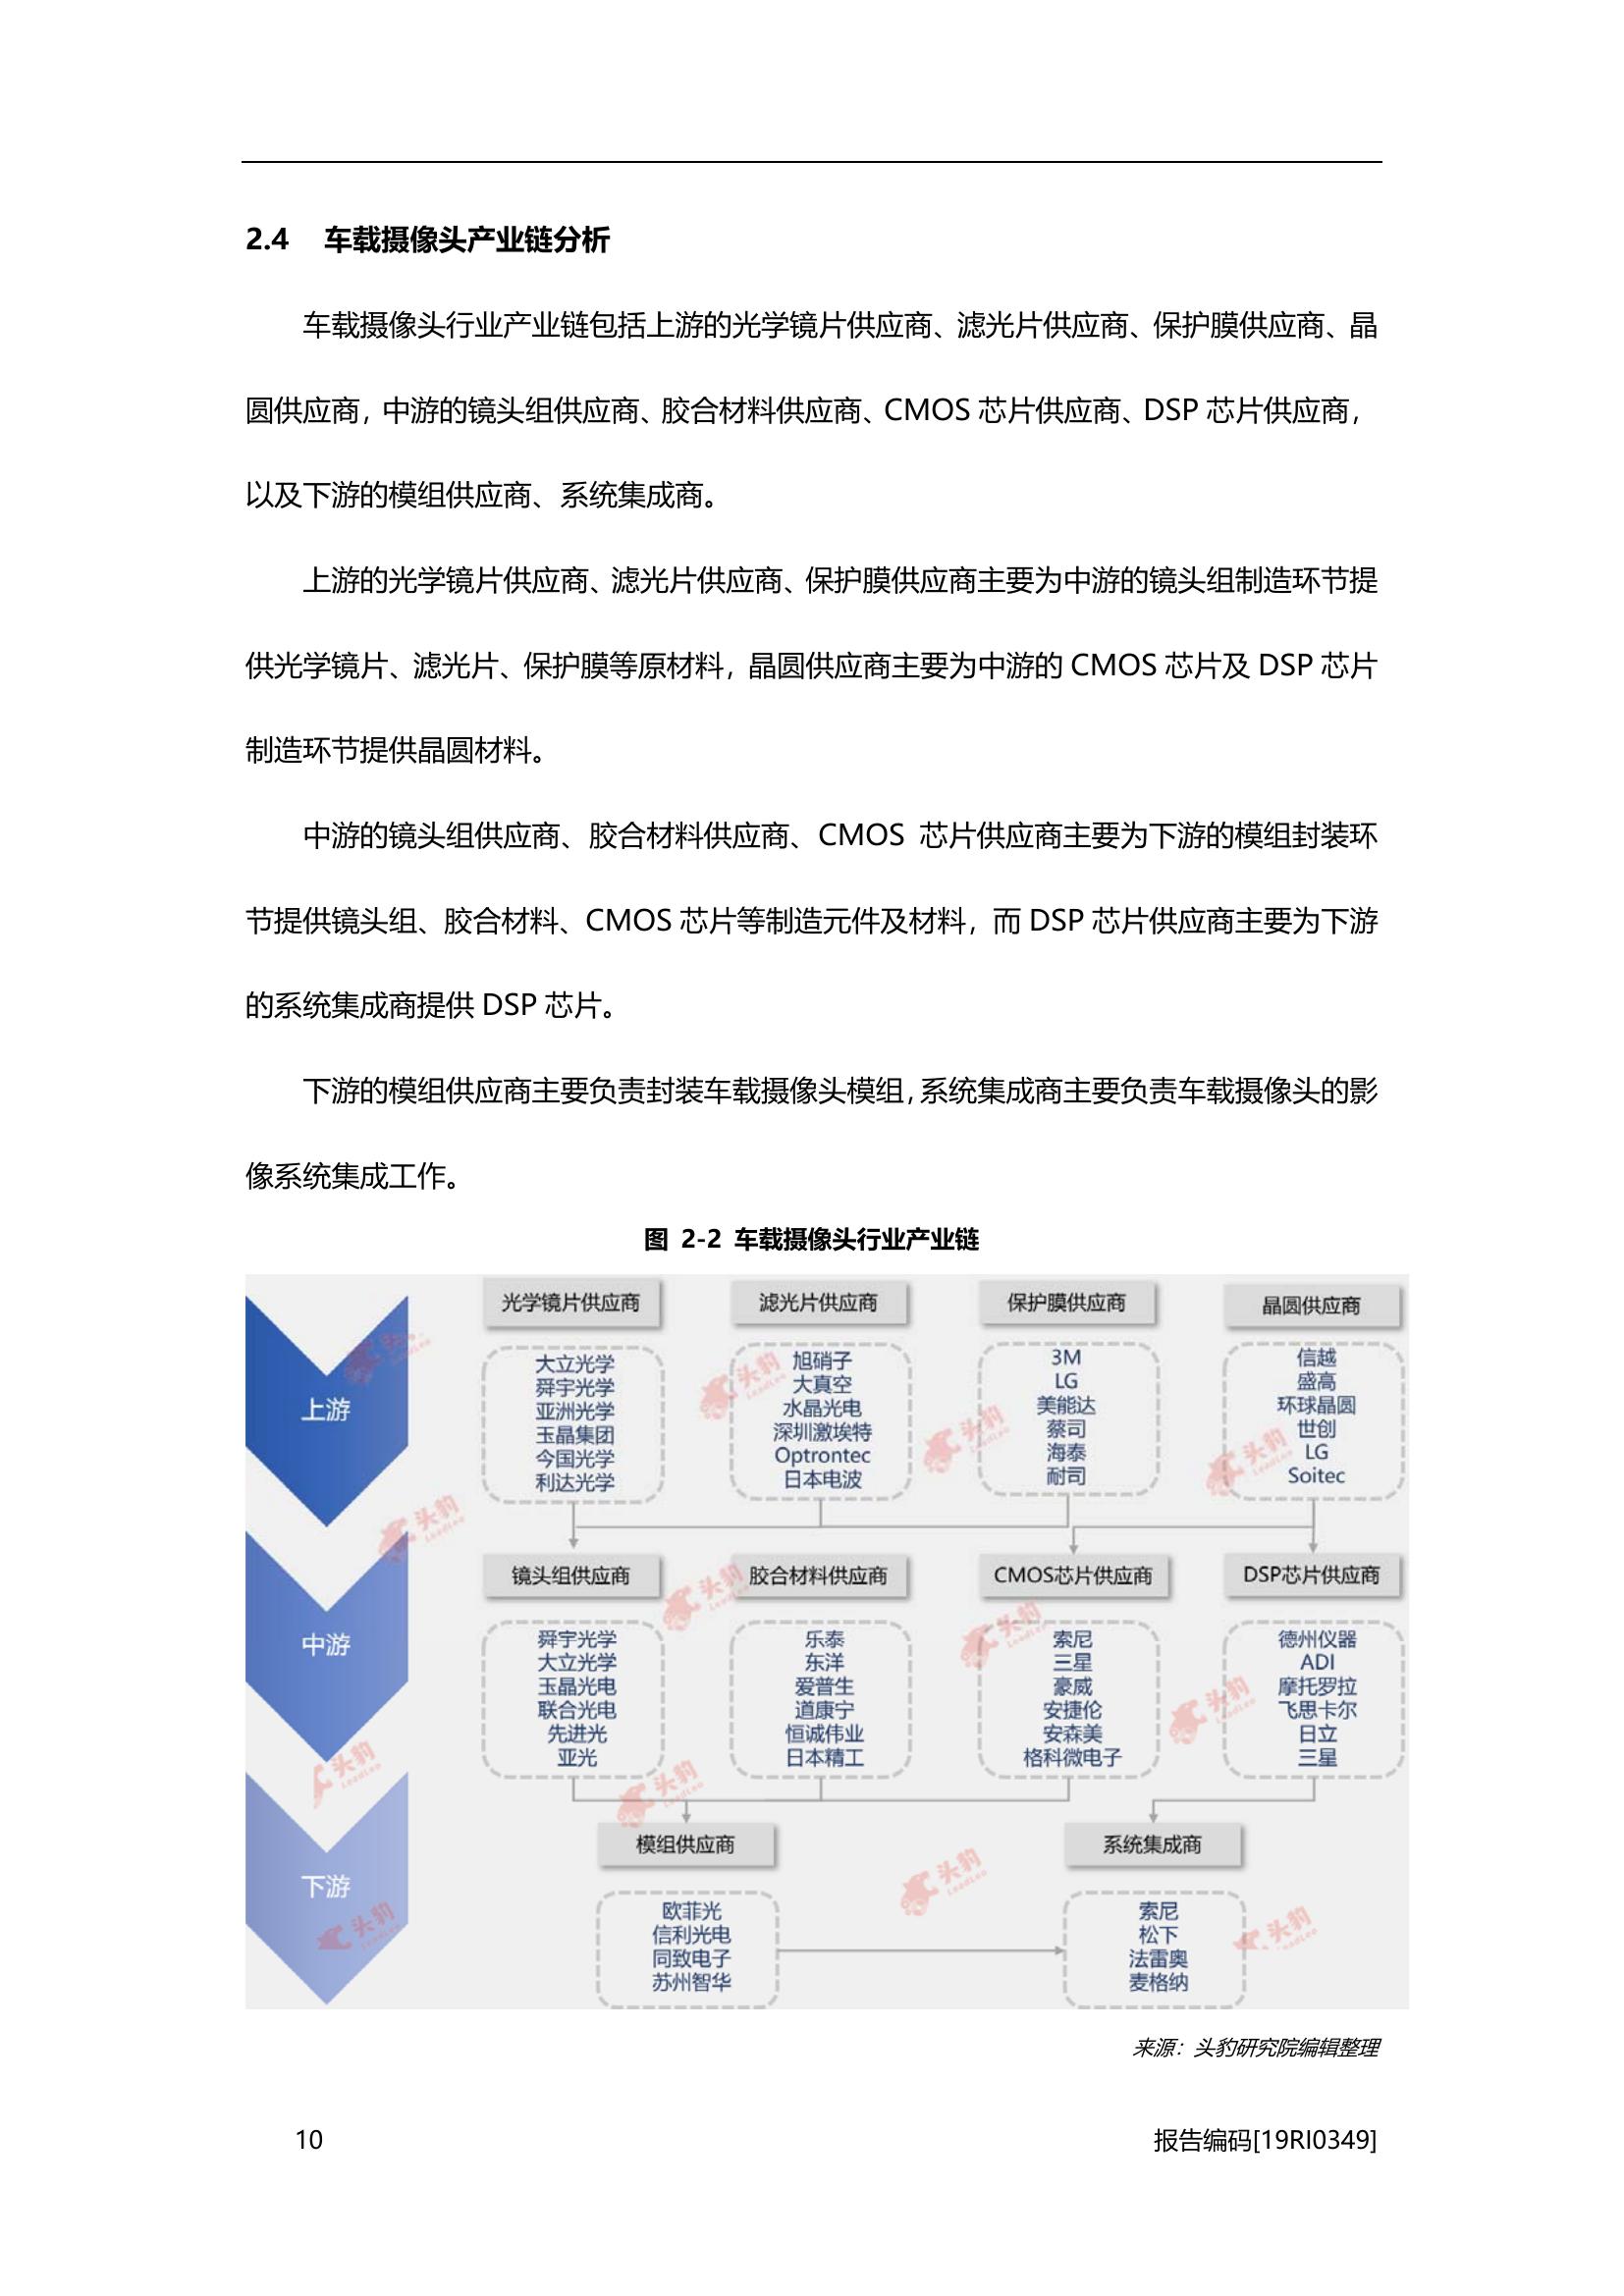 2.4 车载摄像头产业链分析
车载摄像头行业产业链包括上游的光学镜片供应商、滤光片供应商、保护膜供应商、晶
圆供应商，中游的镜头组供应商、胶合材料供应商、CMOS 芯片供应商、DSP 芯片供应商，
以及下游的模组供应商、系统集成商。
上游的光学镜片供应商、滤光片供应商、保护膜供应商主要为中游的镜头组制造环节提
供光学镜片、滤光片、保护膜等原材料，晶圆供应商主要为中游的 CMOS 芯片及 DSP 芯片
制造环节提供晶圆材料。
中游的镜头组供应商、胶合材料供应商、CMOS 芯片供应商主要为下游的模组封装环
节提供镜头组、胶合材料、CMOS 芯片等制造元件及材料，而 DSP 芯片供应商主要为下游
的系统集成商提供 DSP 芯片。
下游的模组供应商主要负责封装车载摄像头模组，系统集成商主要负责车载摄像头的影
像系统集成工作。
图 2-2 车载摄像头行业产业链
上游
光学镜片供应商
大立光学
舜宇光学
亚洲光学
玉晶集团
今国光学
利达光学
滤光片供应商
旭硝子
大真空
水晶光电
深圳激埃特
Optrontec
日本电波
保护膜供应商
3M
LG
美能达
蔡司
海泰
耐司
晶圆供应商
信越
盛高
环球晶圆
世创
LG
Soitec
中游
镜头组供应商
舜宇光学
大立光学
玉晶光电
联合光电
先进光
亚光
胶合材料供应商
乐泰
东洋
爱普生
道康宁
恒诚伟业
日本精工
CMOS芯片供应商
索尼
三星
豪威
安捷伦
安森美
格科微电子
DSP芯片供应商
德州仪器
ADI
摩托罗拉
飞思卡尔
日立
三星
下游
模组供应商
欧菲光
信利光电
同致电子
苏州智华
系统集成商
索尼
松下
法雷奥
麦格纳
头豹
LeadLeo
来源：头豹研究院编辑整理
10
报告编码[19RI0349]